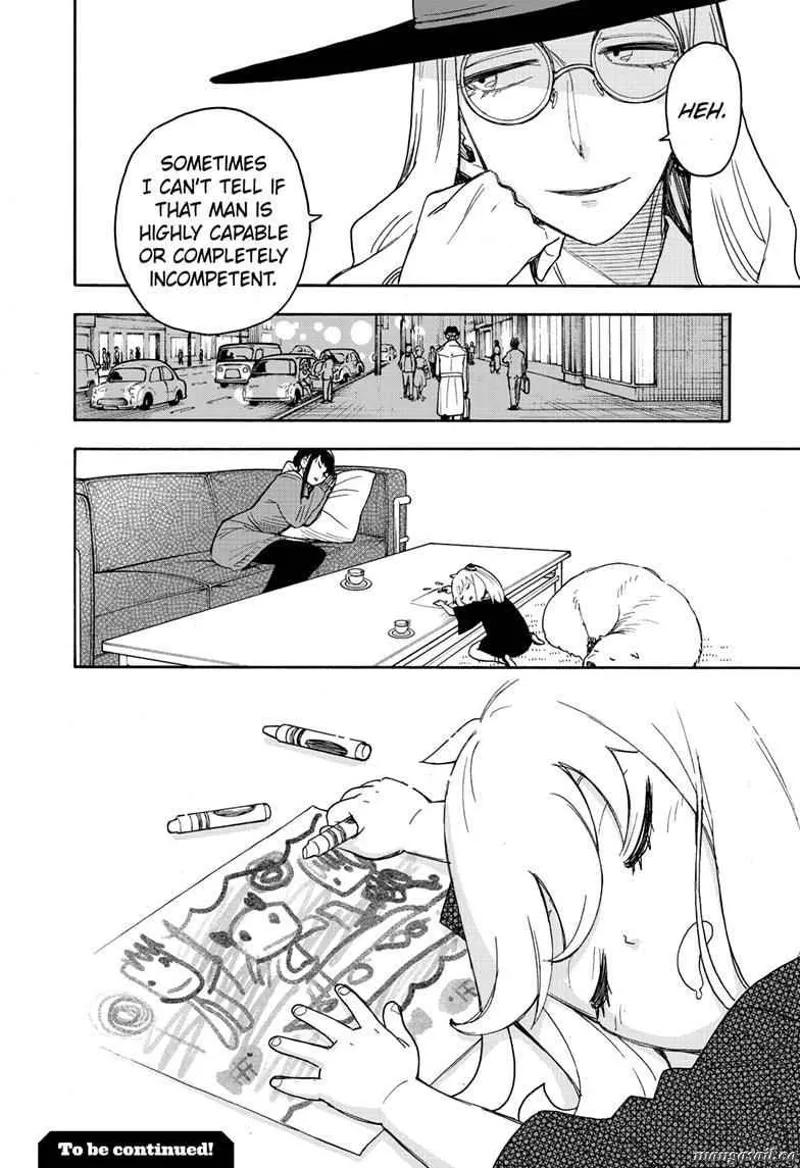 HEH.
SOMETIMES
I CAN'T TELL IF
THAT MAN IS
HIGHLY CAPABLE
OR COMPLETELY
INCOMPETENT.
To be continued!